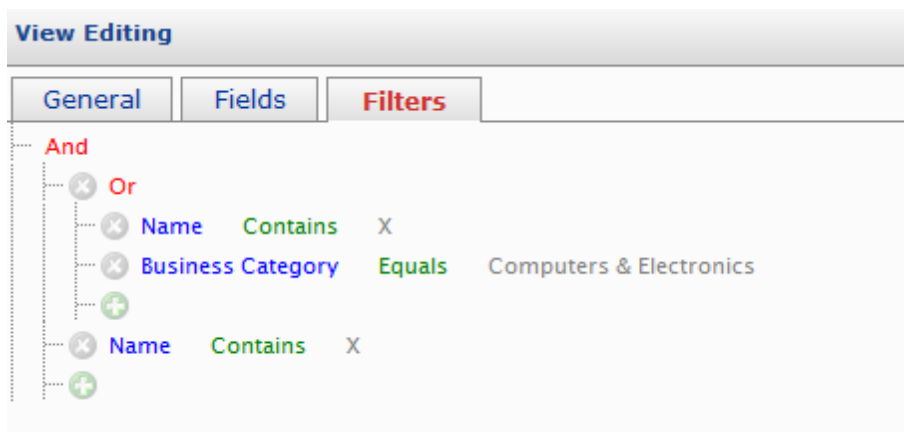 View Editing
General Fields Filters
And
Or
Name Contains X
Business Category Equals Computers & Electronics
Name Contains X